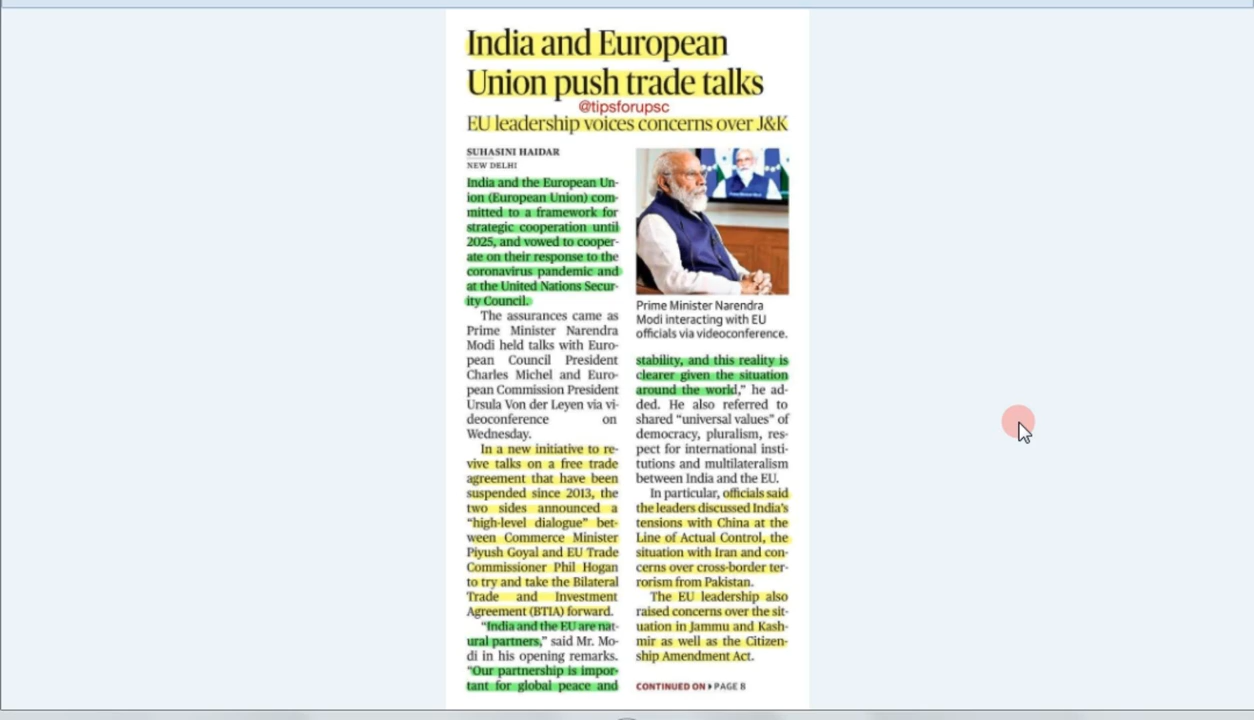 India and European
Union push trade talks
@tipsforupsc
EU leadership voices concerns over J&K
SUHASINI HAIDAR
NEW DELHI
India and the European Un-
ion (European Union) com-
mitted to a framework for
strategic cooperation until
2025, and vowed to cooper-
ate on their response to the
coronavirus pandemic and
at the United Nations Secur-
ity Council.
The assurances came as
Prime Minister Narendra
Modi held talks with Euro-
pean Council President
Charles Michel and Euro-
pean Commission President
Ursula Von der Leyen via vi-
deoconference on
Wednesday.
In a new initiative to re-
vive talks on a free trade
agreement that have been
suspended since 2013, the
two sides announced a
“high-level dialogue” bet-
ween Commerce Minister
Piyush Goyal and EU Trade
Commissioner Phil Hogan
to try and take the Bilateral
Trade and Investment
Agreement (BTIA) forward.
“India and the EU are nat-
ural partners,” said Mr. Mo-
di in his opening remarks.
“Our partnership is impor-
tant for global peace and
Prime Minister Narendra
Modi interacting with EU
officials via videoconference.
stability, and this reality is
clearer given the situation
around the world,” he ad-
ded. He also referred to
shared “universal values” of
democracy, pluralism, res-
pect for international insti-
tutions and multilateralism
between India and the EU.
In particular, officials said
the leaders discussed India’s
tensions with China at the
Line of Actual Control, the
situation with Iran and con-
cerns over cross-border ter-
rorism from Pakistan.
The EU leadership also
raised concerns over the sit-
uation in Jammu and Kash-
mir as well as the Citizen-
ship Amendment Act.
CONTINUED ON PAGE 8